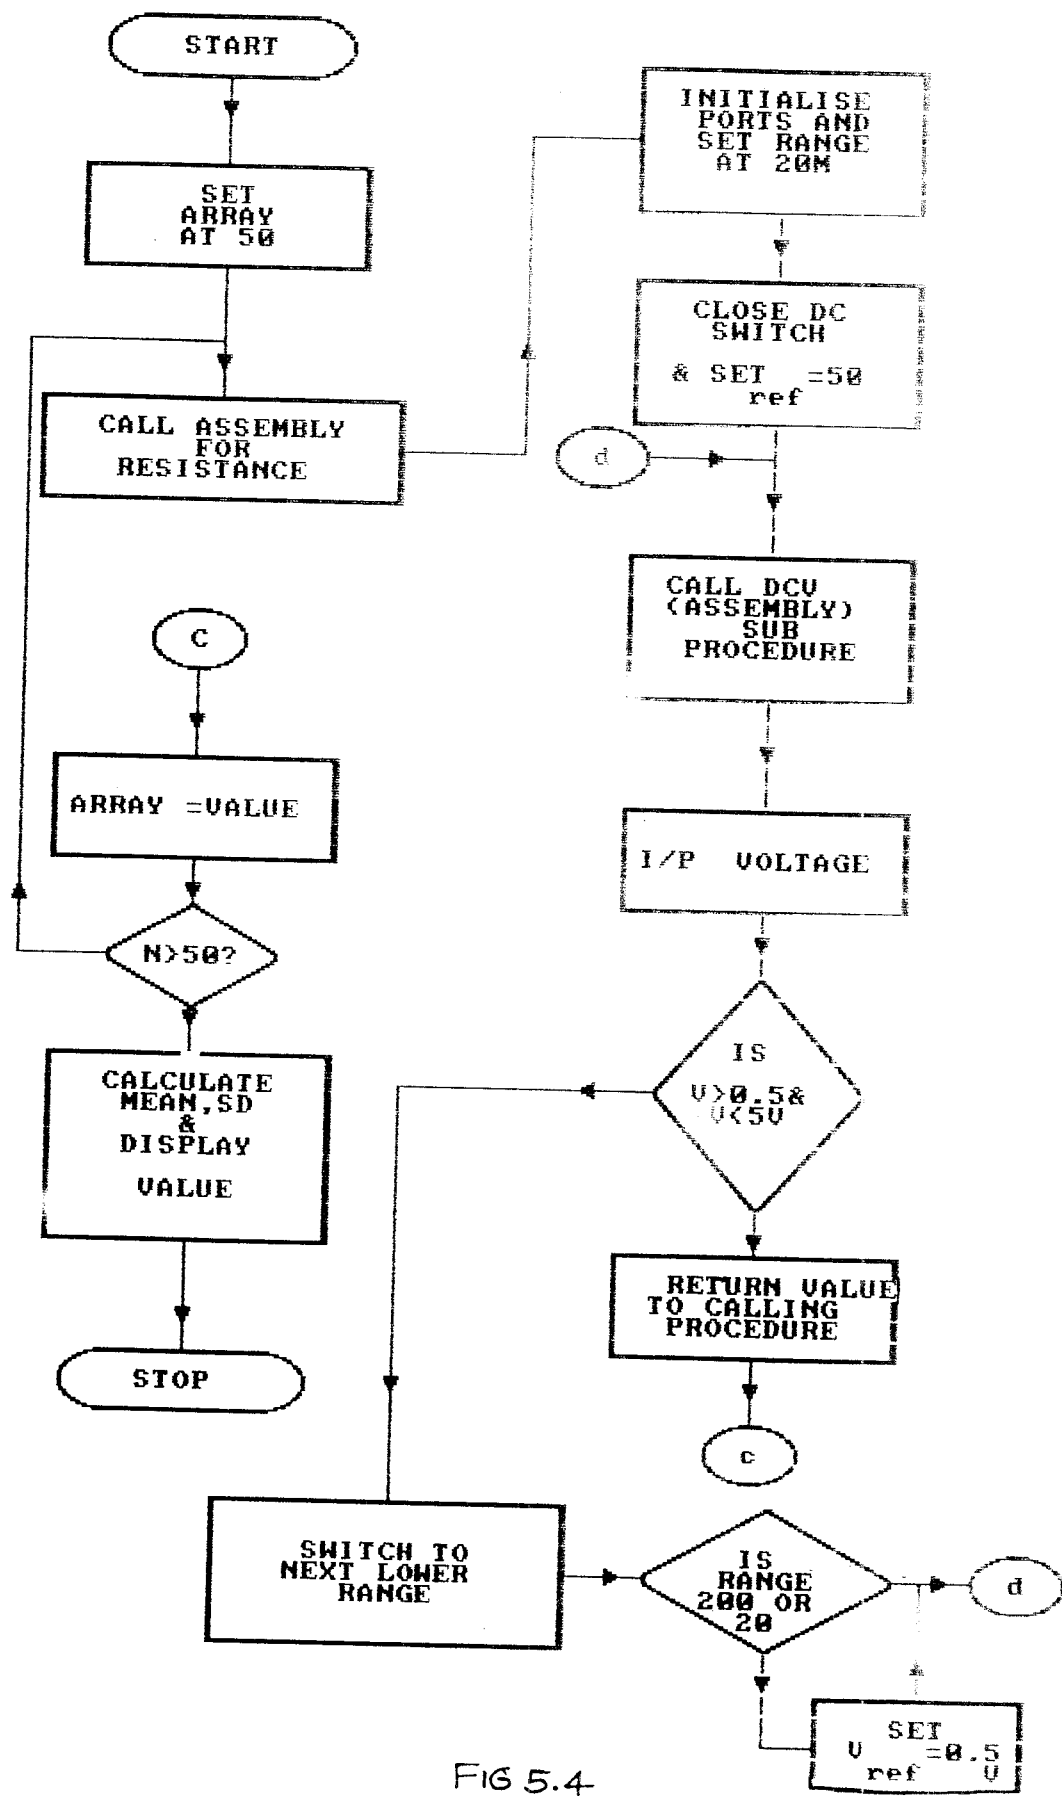 START
SET
ARRAY
AT 50
CALL ASSEMBLY
FOR
RESISTANCE
INITIALISE
PORTS AND
SET RANGE
AT 20M
CLOSE DC
SWITCH
& SET =50
ref
d
CALL DCV
(ASSEMBLY)
SUB
PROCEDURE
I/P VOLTAGE
IS
V>0.5&
V<5V
RETURN VALUE
TO CALLING
PROCEDURE
c
C
ARRAY =VALUE
N>50?
CALCULATE
MEAN,SD
&
DISPLAY
VALUE
STOP
SWITCH TO
NEXT LOWER
RANGE
IS
RANGE
200 OR
20
d
SET
V =0.5
ref V
FIG 5.4